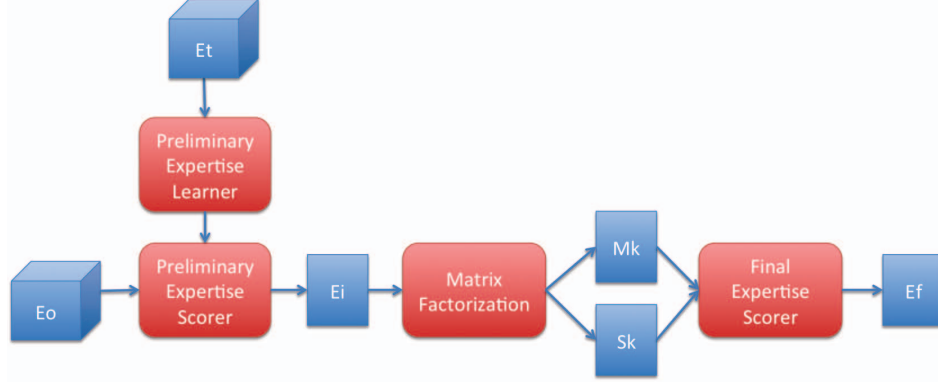 Et
Preliminary
Expertise
Learner
Eo
Preliminary
Expertise
Scorer
Ei
Matrix
Factorization
Mk
Sk
Final
Expertise
Scorer
Ef